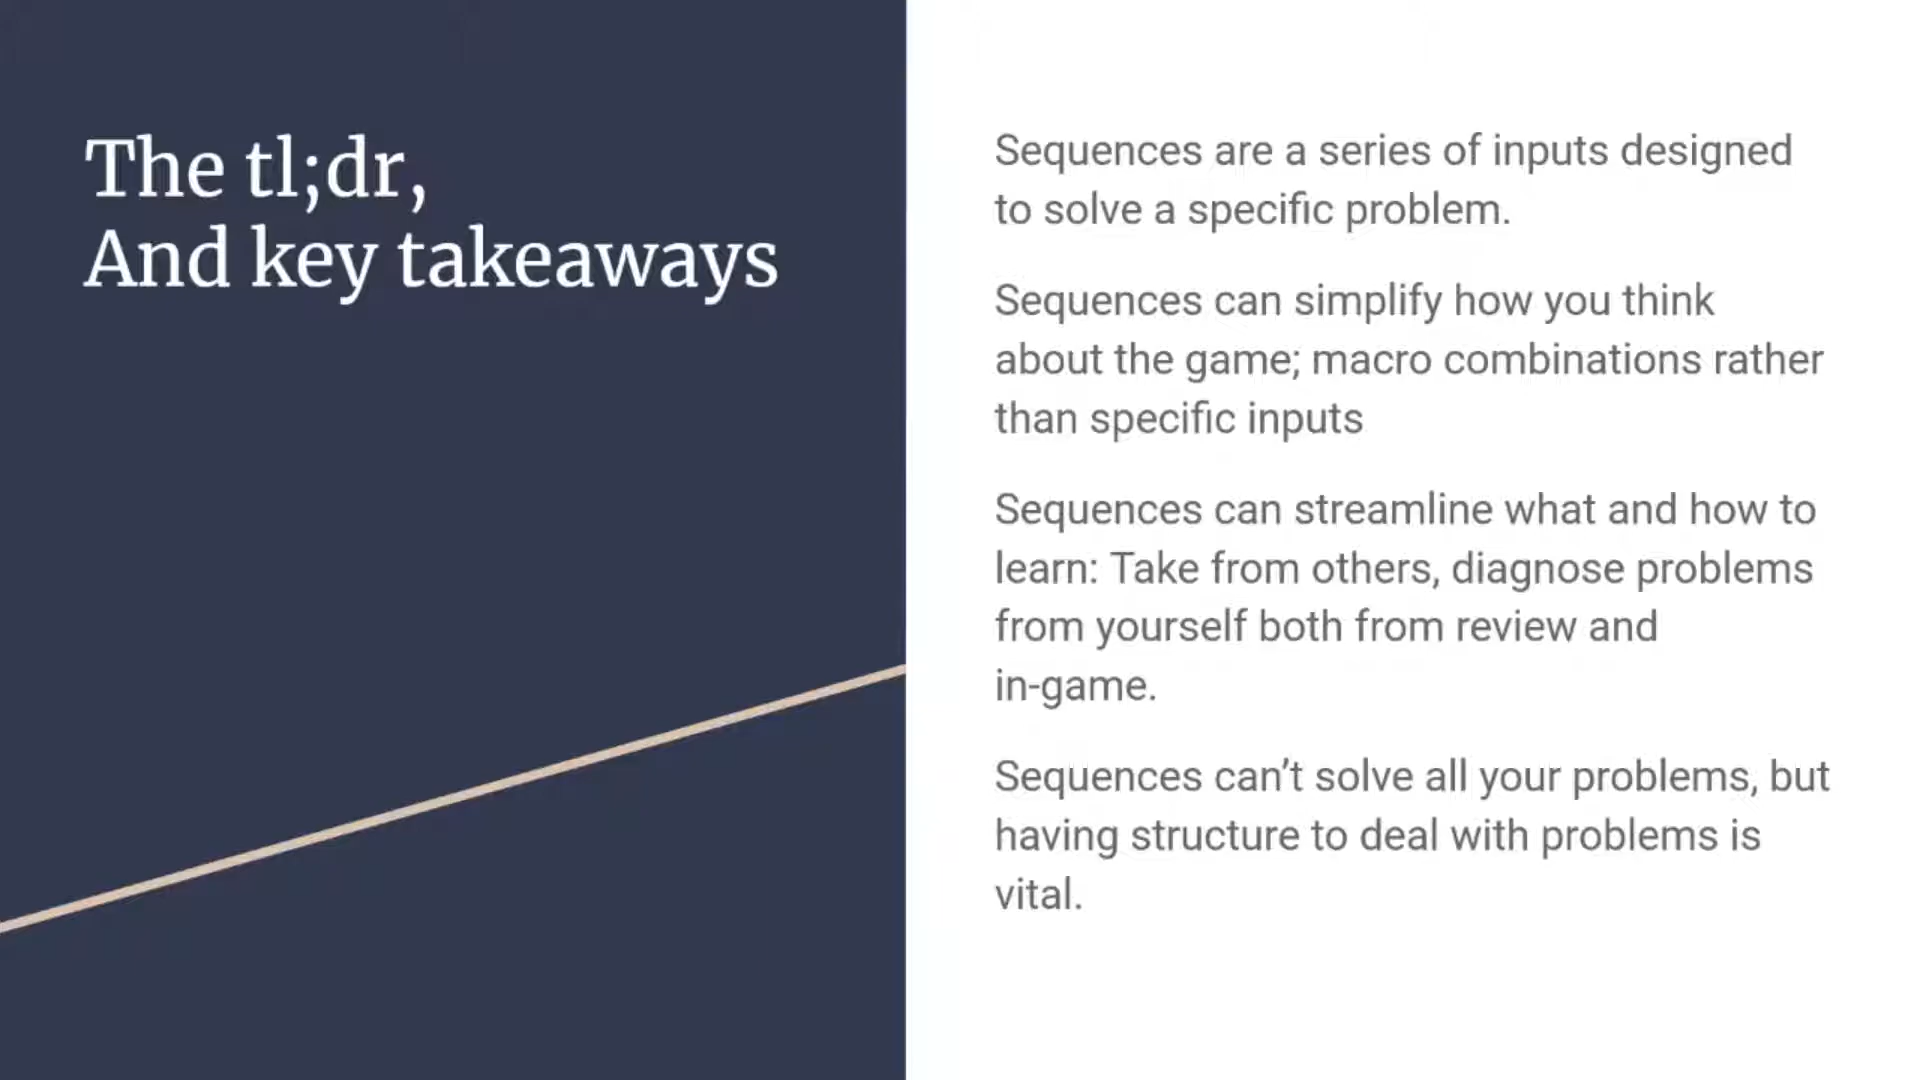 The tl;dr,
And key takeaways
Sequences are a series of inputs designed
to solve a specific problem.
Sequences can simplify how you think
about the game; macro combinations rather
than specific inputs
Sequences can streamline what and how to
learn: Take from others, diagnose problems
from yourself both from review and
in-game.
Sequences can’t solve all your problems, but
having structure to deal with problems is
vital.